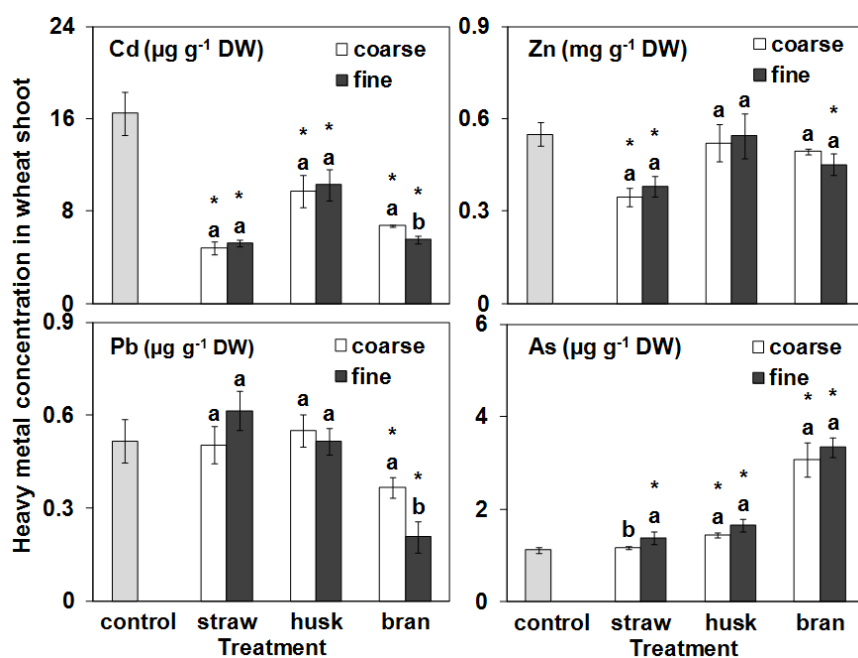 Heavy metal concentration in wheat shoot
Cd (µg g-1 DW)
coarse
fine
24
16
8
0
* * * * * *
a a a a a b
Zn (mg g-1 DW)
coarse
fine
0.9
0.6
0.3
0
* * *
a a a a a a
Pb (µg g-1 DW)
coarse
fine
0.9
0.6
0.3
0
* *
a a a a a b
control straw husk bran
Treatment
As (µg g-1 DW)
coarse
fine
6
4
2
0
* * * * *
b a a a a a
control straw husk bran
Treatment